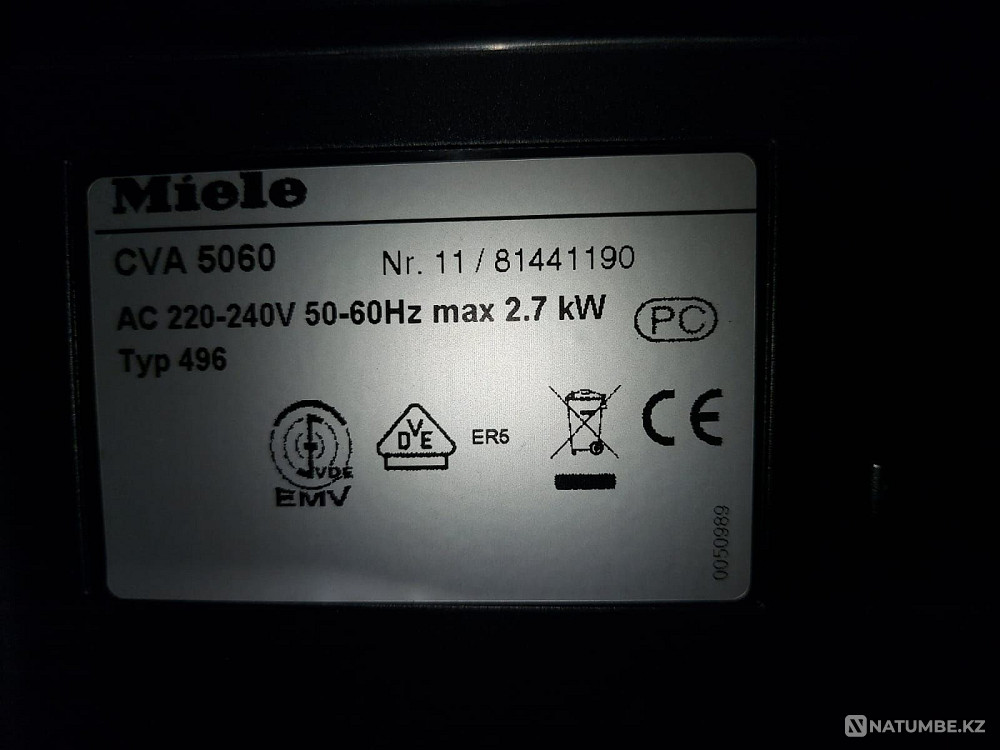 Miele
CVA 5060 Nr. 11 / 81441190
AC 220-240V 50-60Hz max 2.7 kW PC
Typ 496
DVE
ER6
CE
VDE
EMV
0050989
NATUMBE.KZ